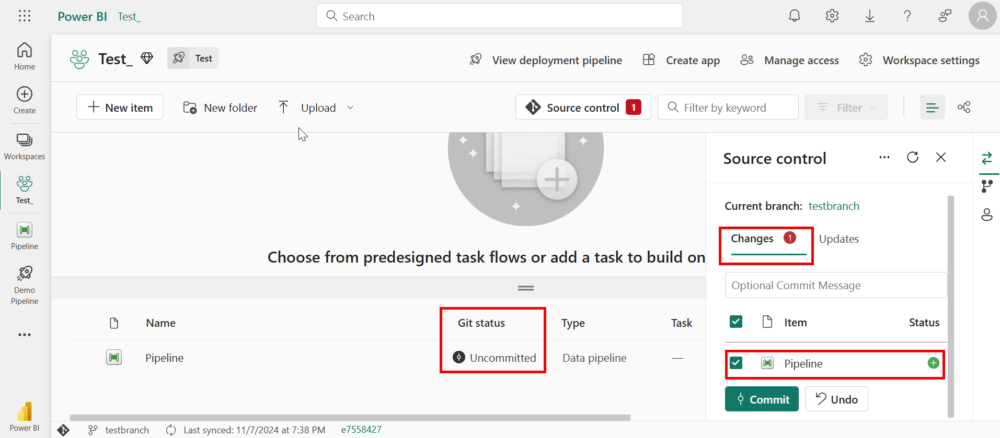 Power BI Test_
Search
Home
Create
Workspaces
Test_
Pipeline
Demo
Pipeline
Power BI
Test_ Test
View deployment pipeline Create app Manage access Workspace settings
New item New folder Upload
Source control 1 Filter by keyword Filter
Choose from predesigned task flows or add a task to build on
Name Git status Type Task
Pipeline Uncommitted Data pipeline —
Source control
Current branch: testbranch
Changes 1 Updates
Optional Commit Message
Item Status
Pipeline
Commit Undo
testbranch Last synced: 11/7/2024 at 7:38 PM e7558427